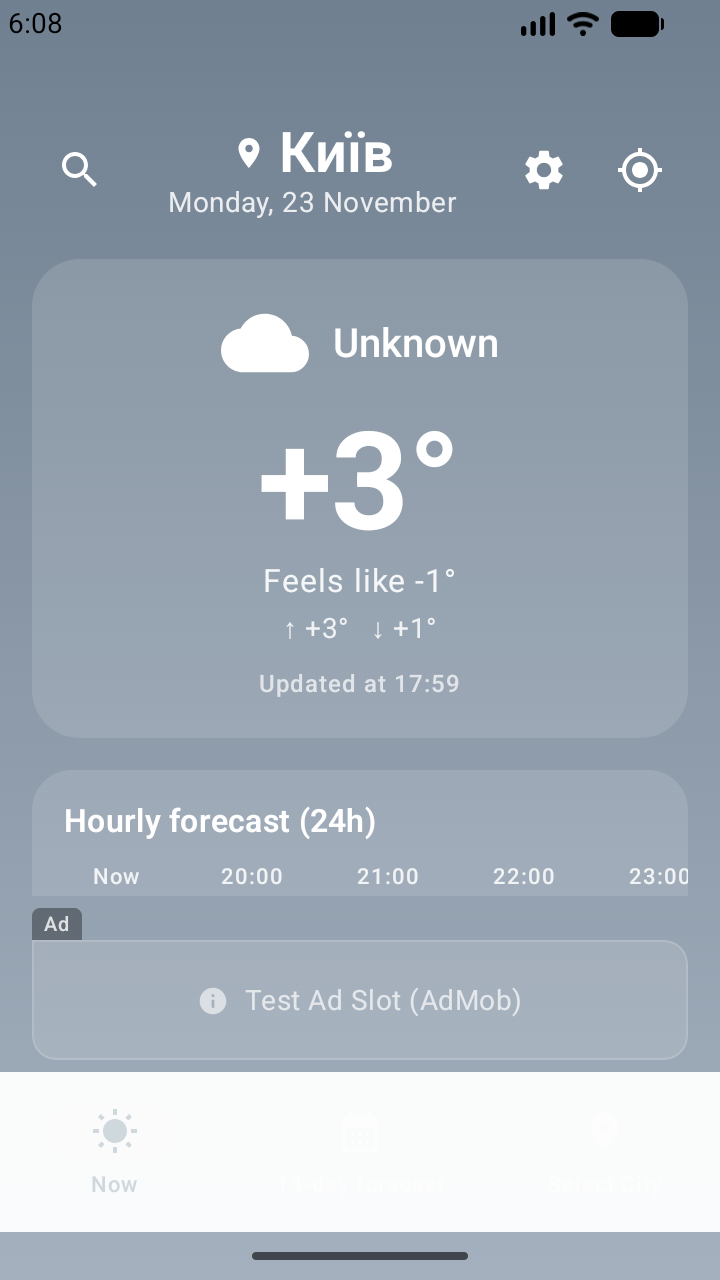 6:08
Київ
Monday, 23 November
Unknown
+3°
Feels like -1°
↑ +3° ↓ +1°
Updated at 17:59
Hourly forecast (24h)
Now 20:00 21:00 22:00 23:00
Ad
Test Ad Slot (AdMob)
Now